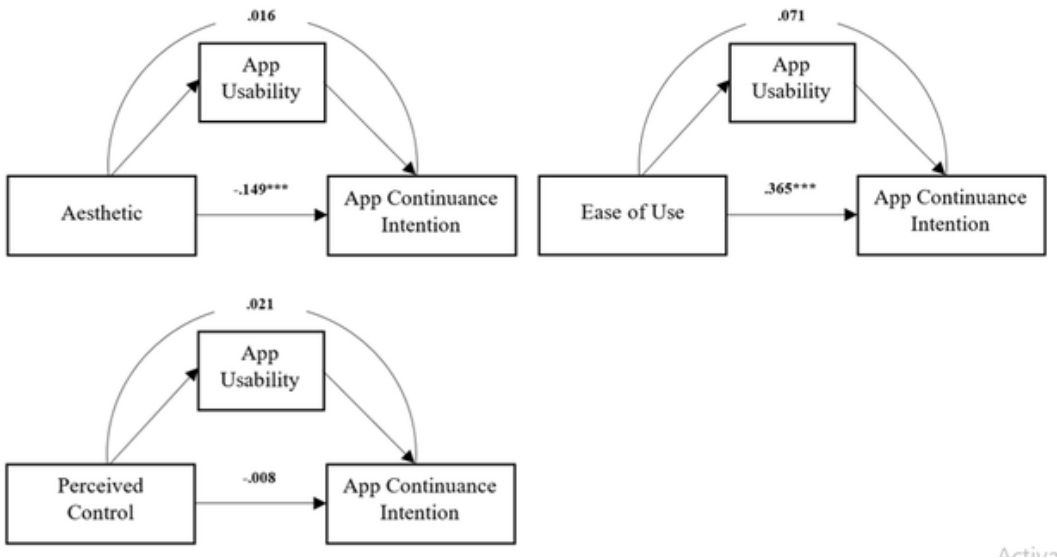 .016
App
Usability
-.149***
Aesthetic
App Continuance
Intention
.071
App
Usability
.365***
Ease of Use
App Continuance
Intention
.021
App
Usability
-.008
Perceived
Control
App Continuance
Intention
Activa